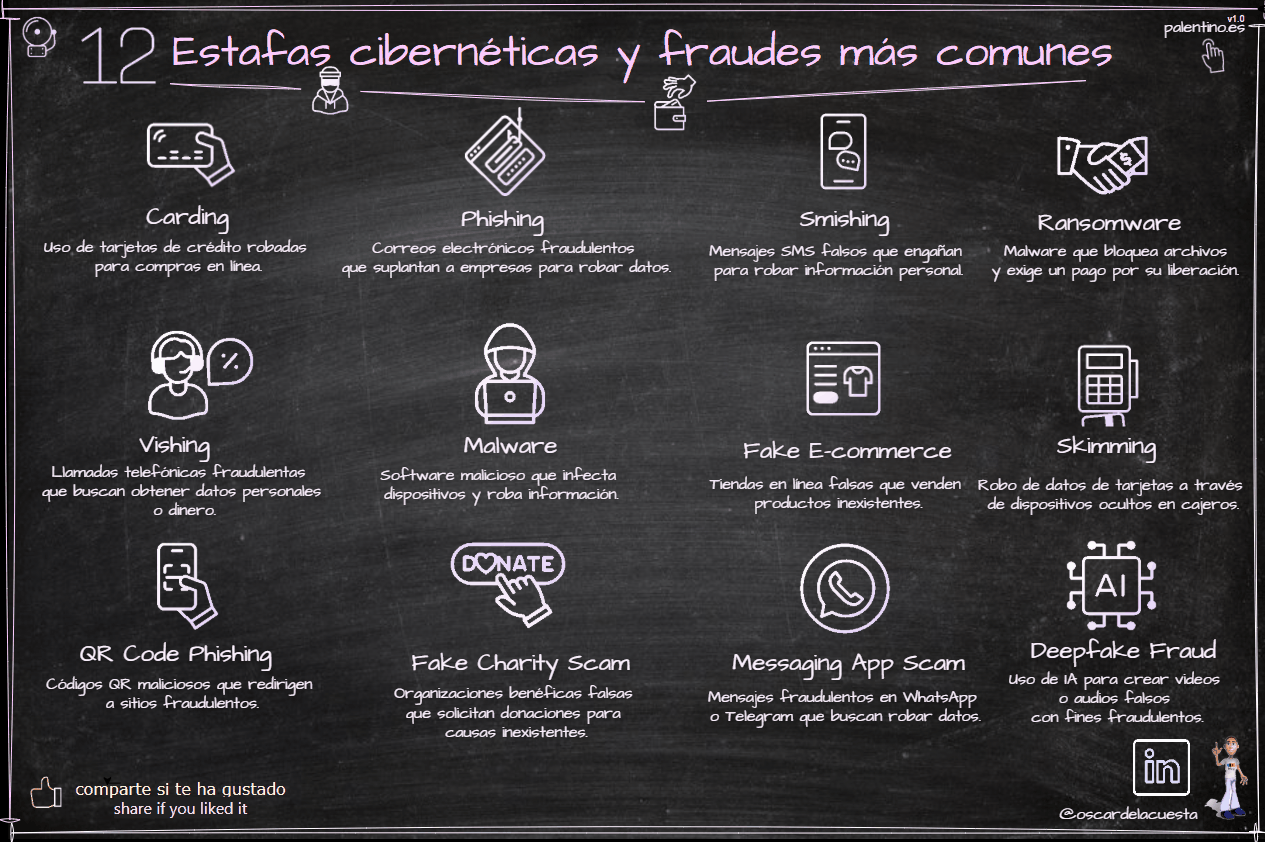 v1.0
palentino.es
12 Estafas cibernéticas y fraudes más comunes
Carding
Uso de tarjetas de crédito robadas
para compras en línea.
Phishing
Correos electrónicos fraudulentos
que suplantan a empresas para robar datos.
Smishing
Mensajes SMS falsos que engañan
para robar información personal.
Ransomware
Malware que bloquea archivos
y exige un pago por su liberación.
%
Vishing
Llamadas telefónicas fraudulentas
que buscan obtener datos personales
o dinero.
Malware
Software malicioso que infecta
dispositivos y roba información.
Fake E-commerce
Tiendas en línea falsas que venden
productos inexistentes.
Skimming
Robo de datos de tarjetas a través
de dispositivos ocultos en cajeros.
QR Code Phishing
Códigos QR maliciosos que redirigen
a sitios fraudulentos.
DONATE
Fake Charity Scam
Organizaciones benéficas falsas
que solicitan donaciones para
causas inexistentes.
Messaging App Scam
Mensajes fraudulentos en WhatsApp
o Telegram que buscan robar datos.
AI
Deepfake Fraud
Uso de IA para crear videos
o audios falsos
con fines fraudulentos.
comparte si te ha gustado
share if you liked it
in
@oscardelacuesta